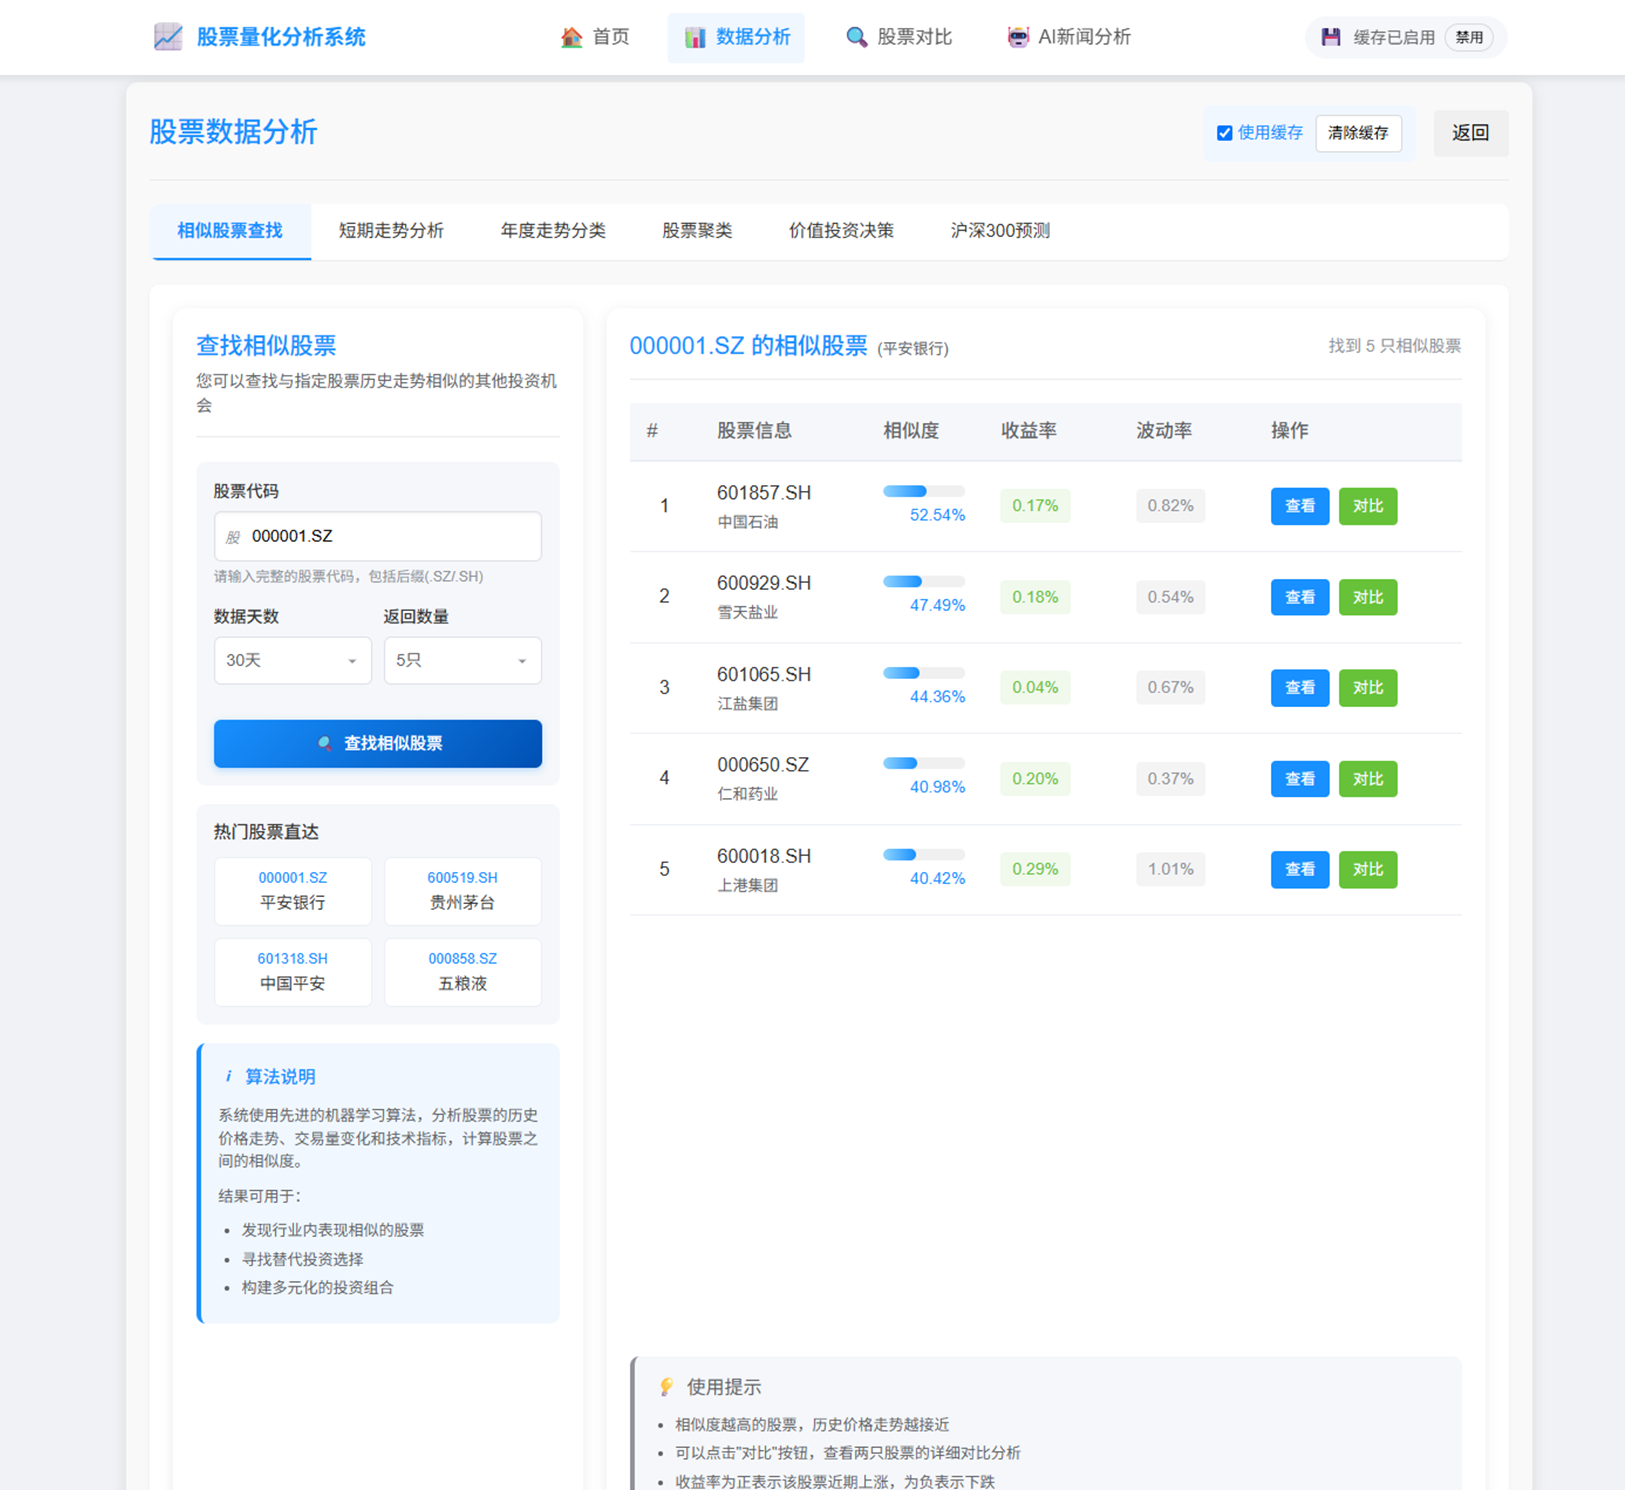 股票量化分析系统
首页
数据分析
股票对比
AI新闻分析
缓存已启用
禁用
股票数据分析
使用缓存
清除缓存
返回
相似股票查找
短期走势分析
年度走势分类
股票聚类
价值投资决策
沪深300预测
查找相似股票
您可以查找与指定股票历史走势相似的其他投资机
会
股票代码
股 000001.SZ
请输入完整的股票代码，包括后缀(.SZ/.SH)
数据天数
返回数量
30天
5只
查找相似股票
热门股票直达
000001.SZ
平安银行
600519.SH
贵州茅台
601318.SH
中国平安
000858.SZ
五粮液
i 算法说明
系统使用先进的机器学习算法，分析股票的历史
价格走势、交易量变化和技术指标，计算股票之
间的相似度。
结果可用于：
• 发现行业内表现相似的股票
• 寻找替代投资选择
• 构建多元化的投资组合
000001.SZ 的相似股票 (平安银行)
找到 5 只相似股票
# 股票信息 相似度 收益率 波动率 操作
1 601857.SH 中国石油 52.54% 0.17% 0.82% 查看 对比
2 600929.SH 雪天盐业 47.49% 0.18% 0.54% 查看 对比
3 601065.SH 江盐集团 44.36% 0.04% 0.67% 查看 对比
4 000650.SZ 仁和药业 40.98% 0.20% 0.37% 查看 对比
5 600018.SH 上港集团 40.42% 0.29% 1.01% 查看 对比
使用提示
• 相似度越高的股票，历史价格走势越接近
• 可以点击"对比"按钮，查看两只股票的详细对比分析
• 收益率为正表示该股票近期上涨，为负表示下跌